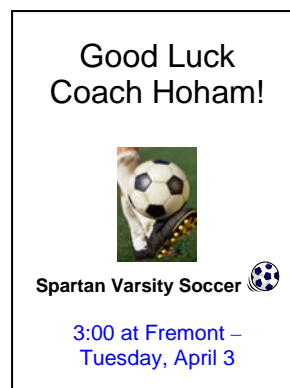 Good Luck
Coach Hoham!
Spartan Varsity Soccer
3:00 at Fremont –
Tuesday, April 3